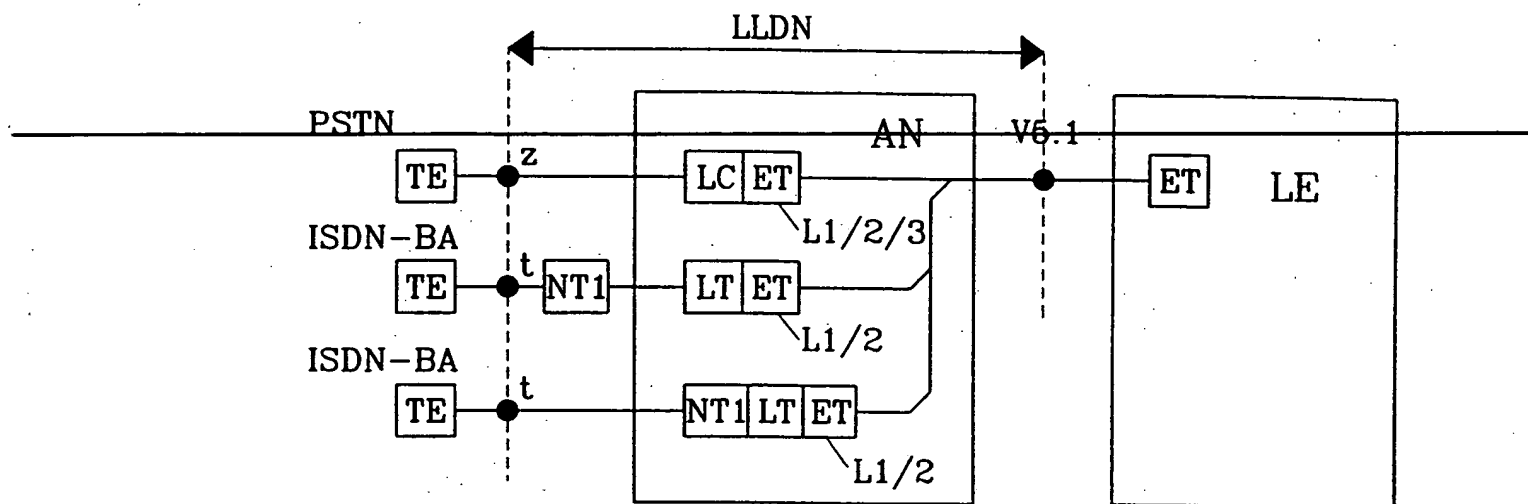 LLDN
PSTN
AN
V5.1
TE
z
LC
ET
ET
LE
L1/2/3
ISDN-BA
TE
t
NT1
LT
ET
L1/2
ISDN-BA
TE
t
NT1
LT
ET
L1/2